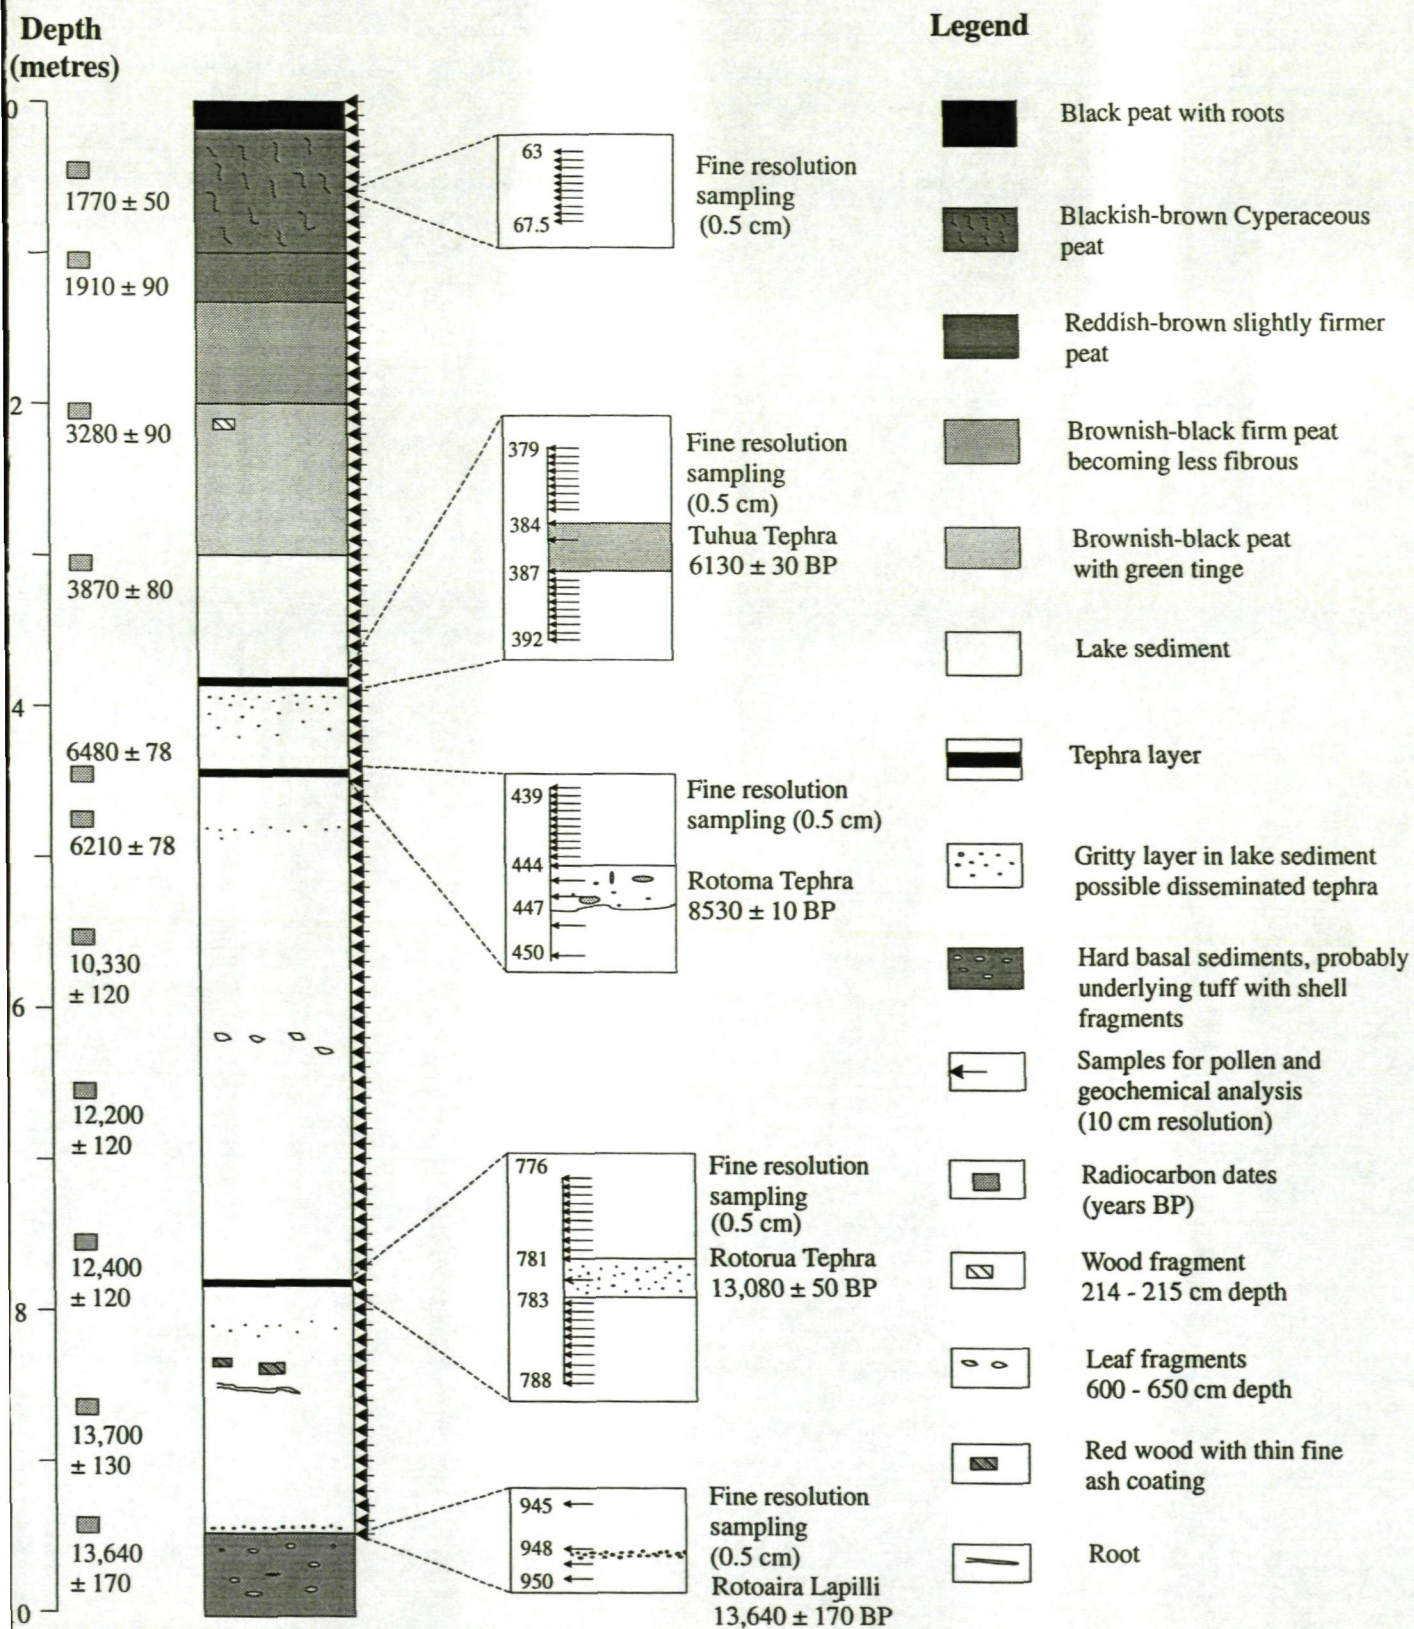 Depth
(metres)
0
2
4
6
8
0
1770 ± 50
1910 ± 90
3280 ± 90
3870 ± 80
6480 ± 78
6210 ± 78
10,330
± 120
12,200
± 120
12,400
± 120
13,700
± 130
13,640
± 170
63
67.5
Fine resolution
sampling
(0.5 cm)
379
384
387
392
Fine resolution
sampling
(0.5 cm)
Tuhua Tephra
6130 ± 30 BP
439
444
447
450
Fine resolution
sampling (0.5 cm)
Rotoma Tephra
8530 ± 10 BP
776
781
783
788
Fine resolution
sampling
(0.5 cm)
Rotorua Tephra
13,080 ± 50 BP
945
948
950
Fine resolution
sampling
(0.5 cm)
Rotoaira Lapilli
13,640 ± 170 BP
Legend
Black peat with roots
Blackish-brown Cyperaceous
peat
Reddish-brown slightly firmer
peat
Brownish-black firm peat
becoming less fibrous
Brownish-black peat
with green tinge
Lake sediment
Tephra layer
Gritty layer in lake sediment
possible disseminated tephra
Hard basal sediments, probably
underlying tuff with shell
fragments
Samples for pollen and
geochemical analysis
(10 cm resolution)
Radiocarbon dates
(years BP)
Wood fragment
214 - 215 cm depth
Leaf fragments
600 - 650 cm depth
Red wood with thin fine
ash coating
Root